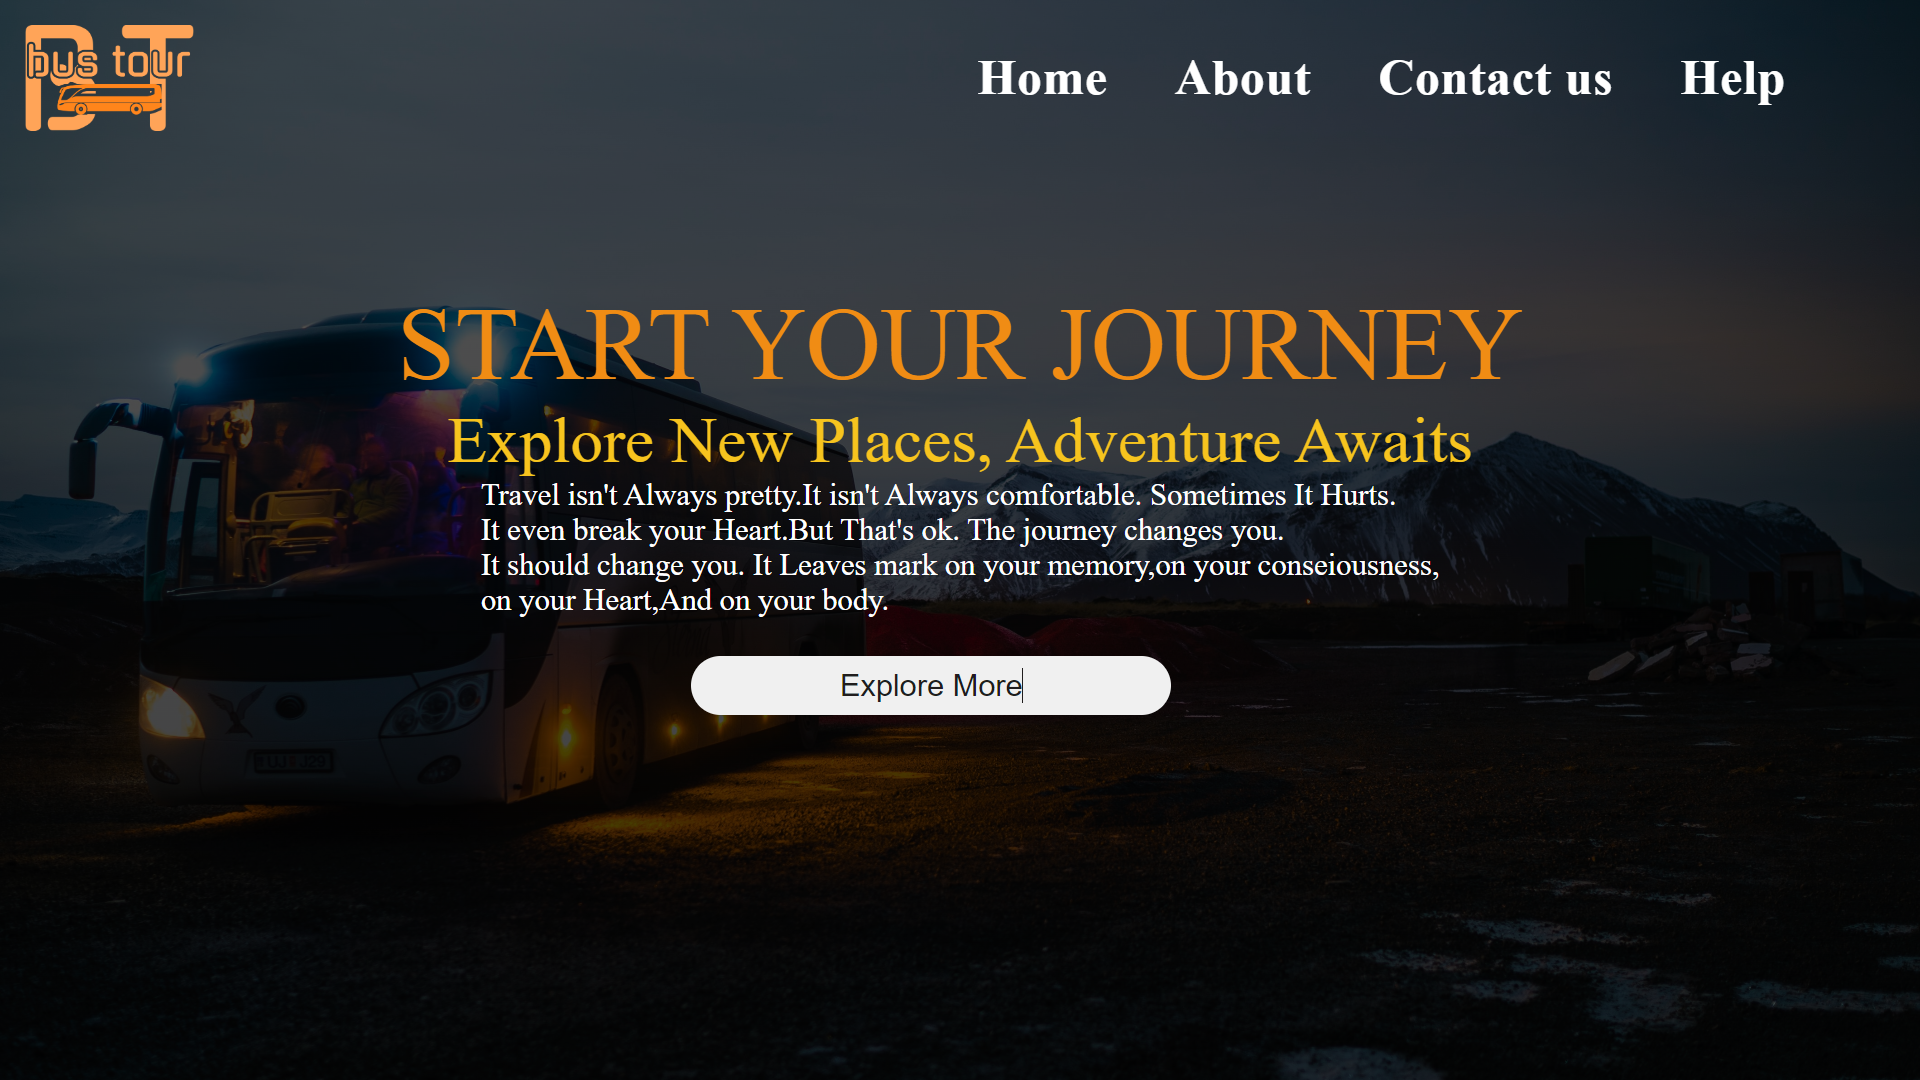 bus tour
BT
Home About Contact us Help
START YOUR JOURNEY
Explore New Places, Adventure Awaits
Travel isn't Always pretty.It isn't Always comfortable. Sometimes It Hurts.
It even break your Heart.But That's ok. The journey changes you.
It should change you. It Leaves mark on your memory,on your conseiousness,
on your Heart,And on your body.
Explore More